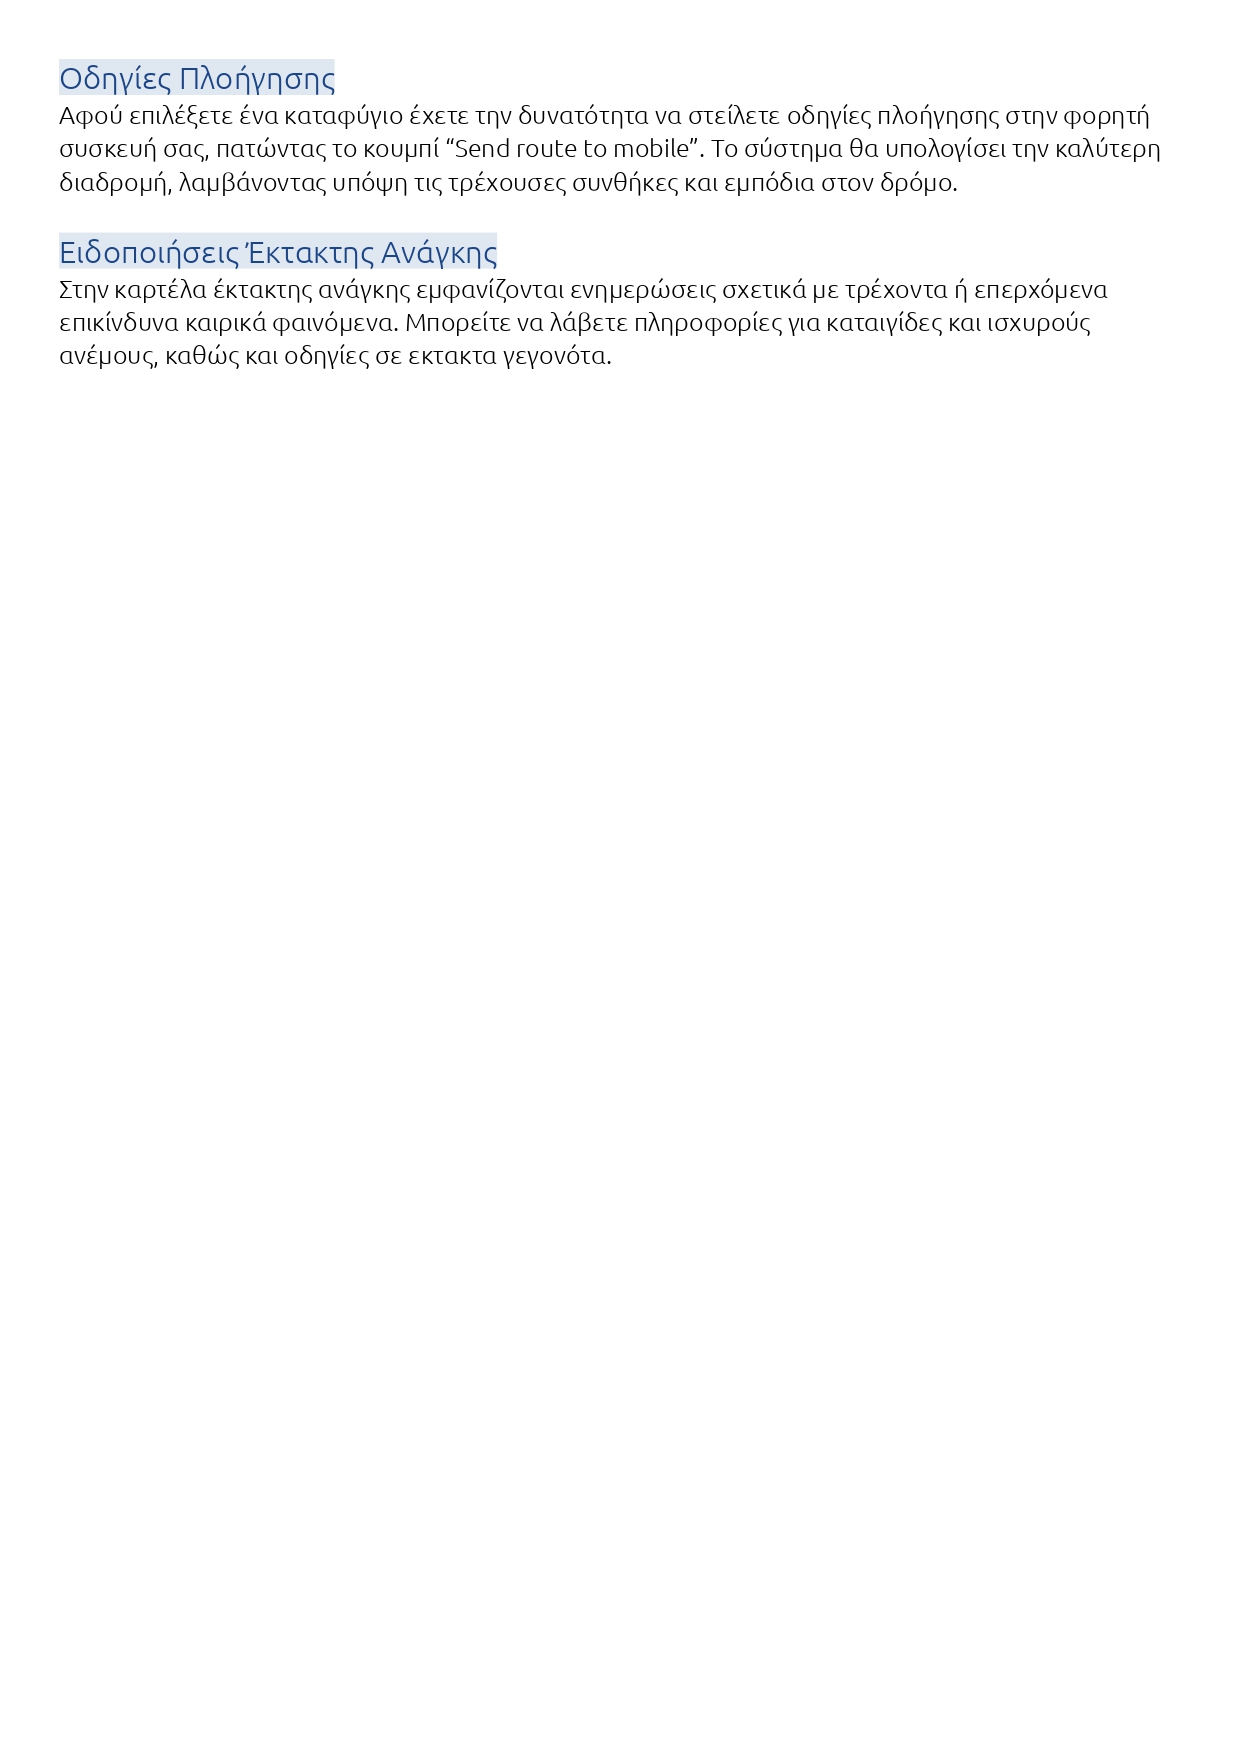 Οδηγίες Πλοήγησης
Αφού επιλέξετε ένα καταφύγιο έχετε την δυνατότητα να στείλετε οδηγίες πλοήγησης στην φορητή
συσκευή σας, πατώντας το κουμπί “Send route to mobile”. Το σύστημα θα υπολογίσει την καλύτερη
διαδρομή, λαμβάνοντας υπόψη τις τρέχουσες συνθήκες και εμπόδια στον δρόμο.
Ειδοποιήσεις Έκτακτης Ανάγκης
Στην καρτέλα έκτακτης ανάγκης εμφανίζονται ενημερώσεις σχετικά με τρέχοντα ή επερχόμενα
επικίνδυνα καιρικά φαινόμενα. Μπορείτε να λάβετε πληροφορίες για καταιγίδες και ισχυρούς
ανέμους, καθώς και οδηγίες σε εκτακτα γεγονότα.